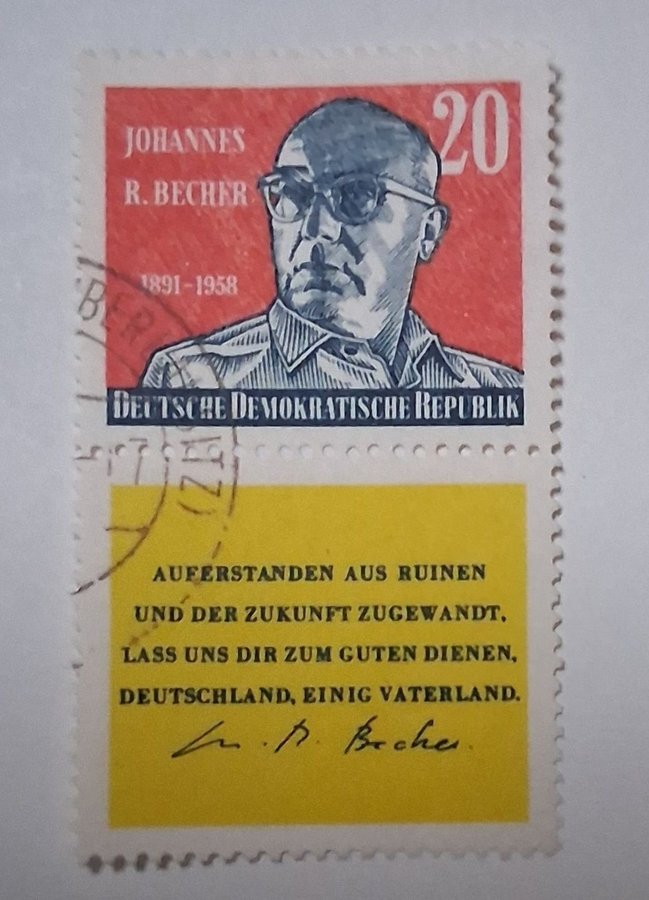 20
JOHANNES
R. BECHER
1891-1958
DEUTSCHE DEMOKRATISCHE REPUBLIK
AUFERSTANDEN AUS RUINEN
UND DER ZUKUNFT ZUGEWANDT,
LASS UNS DIR ZUM GUTEN DIENEN,
DEUTSCHLAND, EINIG VATERLAND.
Becher